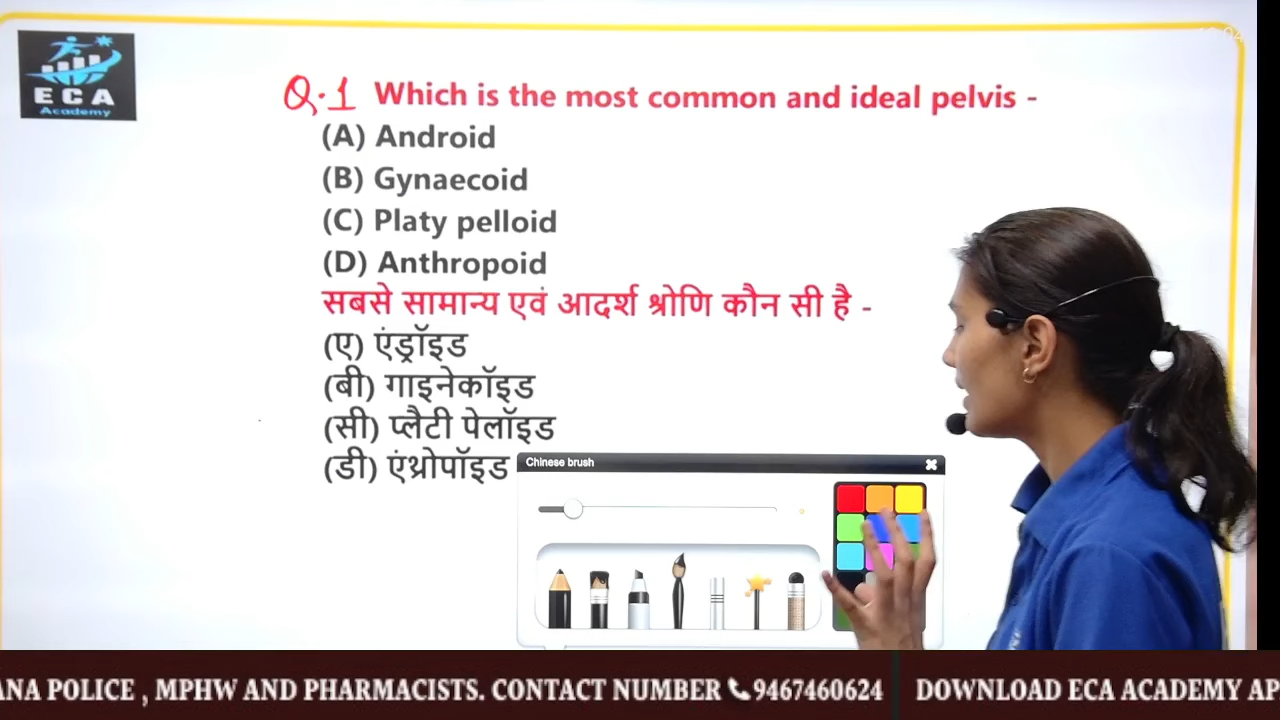 ECA
Academy
Q.1 Which is the most common and ideal pelvis -
(A) Android
(B) Gynaecoid
(C) Platy pelloid
(D) Anthropoid
सबसे सामान्य एवं आदर्श श्रोणि कौन सी है -
(ए) एंड्रॉइड
(बी) गाइनेकॉइड
(सी) प्लैटी पेलॉइड
(डी) एंथ्रोपॉइड
Chinese brush
ANA POLICE , MPHW AND PHARMACISTS. CONTACT NUMBER 9467460624 DOWNLOAD ECA ACADEMY AP